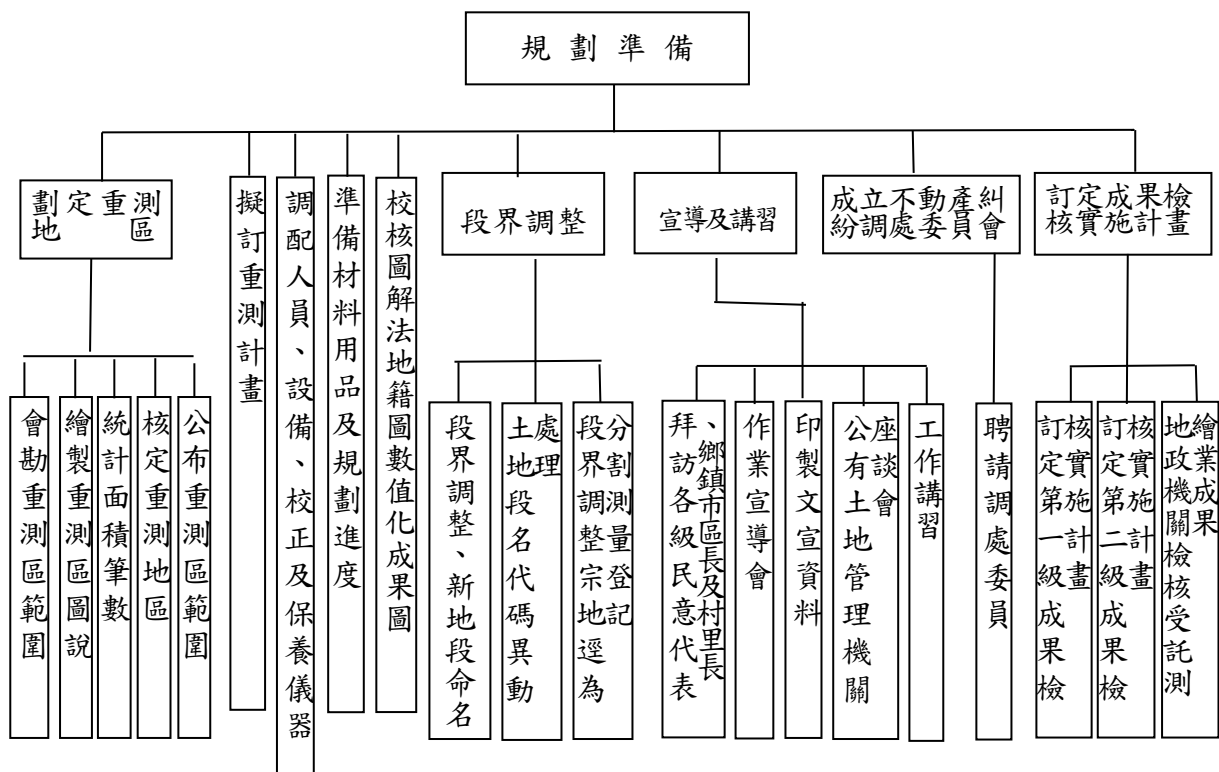 規劃準備
劃定重測
地區
擬訂重測計畫
調配人員、設備、校正及保養儀器
準備材料用品及規劃進度
校核圖解法地籍圖數值化成果圖
段界調整
宣導及講習
成立不動產糾
紛調處委員會
訂定成果檢
核實施計畫
會勘重測區範圍
繪製重測區圖說
統計面積筆數
核定重測地區
公布重測區範圍
段界調整、新地段命名
土地段名代碼異動
處理
段界調整宗地逕為
分割測量登記
拜訪各級民意代表
、鄉鎮市區長及村里長
作業宣導會
印製文宣資料
公有土地管理機關
座談會
工作講習
聘請調處委員
訂定第一級成果檢
核實施計畫
訂定第二級成果檢
核實施計畫
地政機關檢核受託測
繪業成果